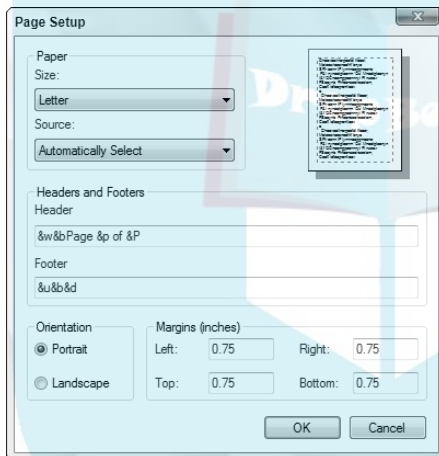 Page Setup
Paper
Size:
Letter
Source:
Automatically Select
Headers and Footers
Header
&w&bPage &p of &P
Footer
&u&b&d
Orientation
Portrait
Landscape
Margins (inches)
Left: 0.75 Right: 0.75
Top: 0.75 Bottom: 0.75
OK Cancel